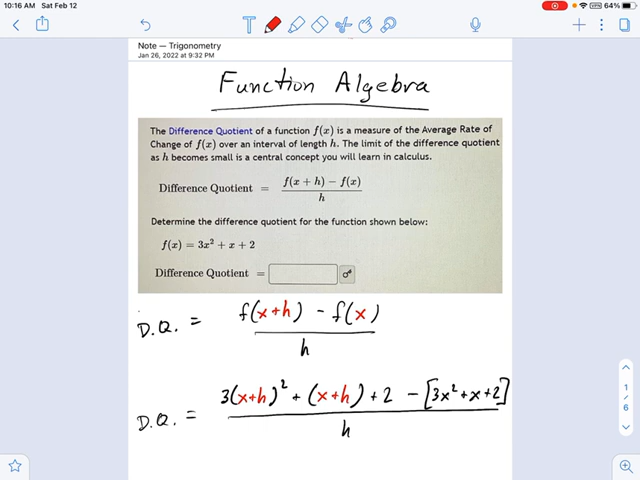 10:16 AM Sat Feb 12
VPN 64%
T
Note — Trigonometry
Jan 26, 2022 at 9:32 PM
Function Algebra
The Difference Quotient of a function f(x) is a measure of the Average Rate of
Change of f(x) over an interval of length h. The limit of the difference quotient
as h becomes small is a central concept you will learn in calculus.
Difference Quotient = f(x + h) − f(x) / h
Determine the difference quotient for the function shown below:
f(x) = 3x² + x + 2
Difference Quotient =
D.Q. = f(x+h) - f(x) / h
D.Q. = 3(x+h)² + (x+h) + 2 - [3x²+x+2] / h
1
/
6